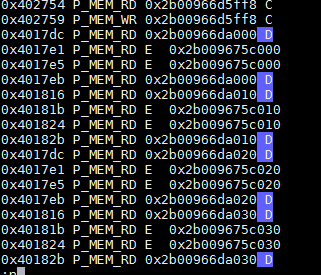 0x402754 P_MEM_RD 0x2b00966d5ff8 C
0x402759 P_MEM_WR 0x2b00966d5ff8 C
0x4017dc P_MEM_RD 0x2b00966da000 D
0x4017e1 P_MEM_RD E  0x2b009675c000
0x4017e5 P_MEM_RD E  0x2b009675c000
0x4017eb P_MEM_RD 0x2b00966da000 D
0x401816 P_MEM_RD 0x2b00966da010 D
0x40181b P_MEM_RD E  0x2b009675c010
0x401824 P_MEM_RD E  0x2b009675c010
0x40182b P_MEM_RD 0x2b00966da010 D
0x4017dc P_MEM_RD 0x2b00966da020 D
0x4017e1 P_MEM_RD E  0x2b009675c020
0x4017e5 P_MEM_RD E  0x2b009675c020
0x4017eb P_MEM_RD 0x2b00966da020 D
0x401816 P_MEM_RD 0x2b00966da030 D
0x40181b P_MEM_RD E  0x2b009675c030
0x401824 P_MEM_RD E  0x2b009675c030
0x40182b P_MEM_RD 0x2b00966da030 D
:n